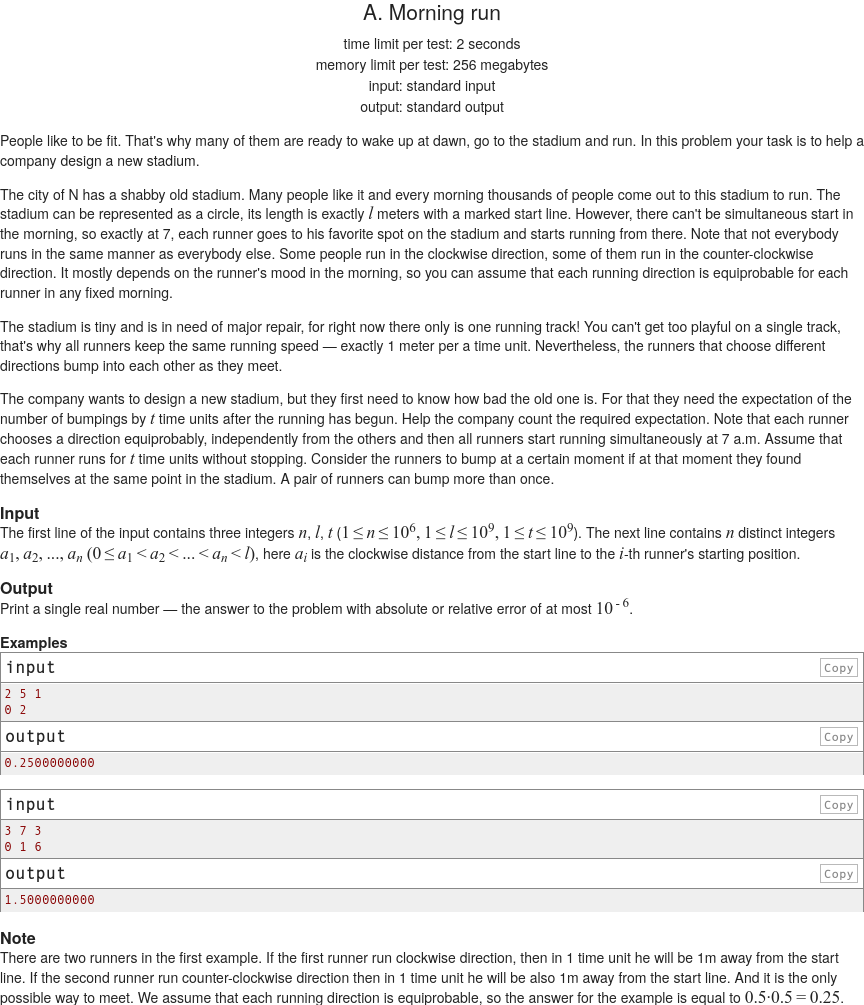 A. Morning run
time limit per test: 2 seconds
memory limit per test: 256 megabytes
input: standard input
output: standard output
People like to be fit. That's why many of them are ready to wake up at dawn, go to the stadium and run. In this problem your task is to help a
company design a new stadium.
The city of N has a shabby old stadium. Many people like it and every morning thousands of people come out to this stadium to run. The
stadium can be represented as a circle, its length is exactly l meters with a marked start line. However, there can't be simultaneous start in
the morning, so exactly at 7, each runner goes to his favorite spot on the stadium and starts running from there. Note that not everybody
runs in the same manner as everybody else. Some people run in the clockwise direction, some of them run in the counter-clockwise
direction. It mostly depends on the runner's mood in the morning, so you can assume that each running direction is equiprobable for each
runner in any fixed morning.
The stadium is tiny and is in need of major repair, for right now there only is one running track! You can't get too playful on a single track,
that's why all runners keep the same running speed — exactly 1 meter per a time unit. Nevertheless, the runners that choose different
directions bump into each other as they meet.
The company wants to design a new stadium, but they first need to know how bad the old one is. For that they need the expectation of the
number of bumpings by t time units after the running has begun. Help the company count the required expectation. Note that each runner
chooses a direction equiprobably, independently from the others and then all runners start running simultaneously at 7 a.m. Assume that
each runner runs for t time units without stopping. Consider the runners to bump at a certain moment if at that moment they found
themselves at the same point in the stadium. A pair of runners can bump more than once.
Input
The first line of the input contains three integers n, l, t (1 ≤ n ≤ 10⁶, 1 ≤ l ≤ 10⁹, 1 ≤ t ≤ 10⁹). The next line contains n distinct integers
a₁, a₂, ..., aₙ (0 ≤ a₁ < a₂ < ... < aₙ < l), here aᵢ is the clockwise distance from the start line to the i-th runner's starting position.
Output
Print a single real number — the answer to the problem with absolute or relative error of at most 10⁻⁶.
Examples
input Copy
2 5 1
0 2
output Copy
0.2500000000
input Copy
3 7 3
0 1 6
output Copy
1.5000000000
Note
There are two runners in the first example. If the first runner run clockwise direction, then in 1 time unit he will be 1m away from the start
line. If the second runner run counter-clockwise direction then in 1 time unit he will be also 1m away from the start line. And it is the only
possible way to meet. We assume that each running direction is equiprobable, so the answer for the example is equal to 0.5·0.5 = 0.25.